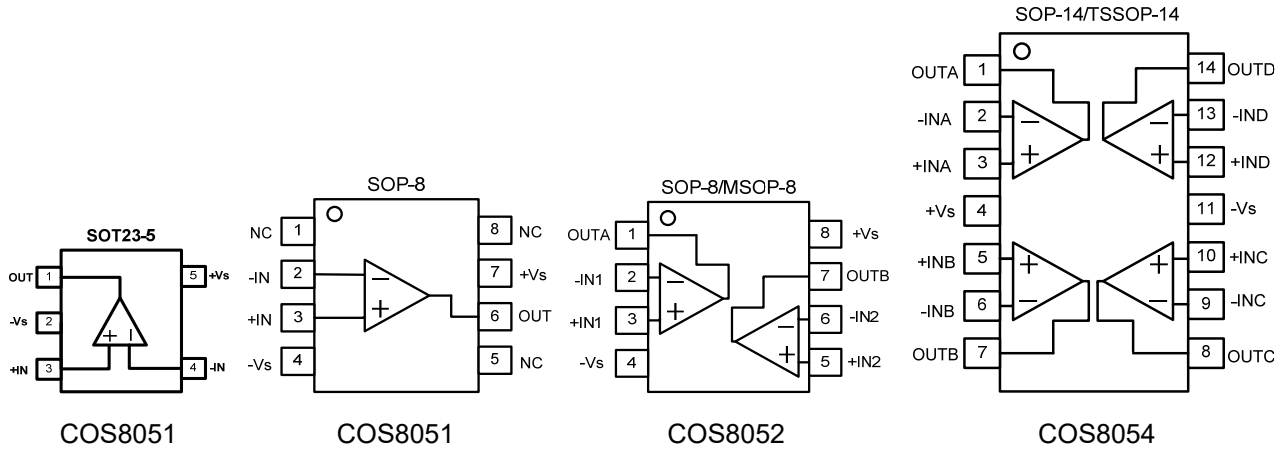 SOT23-5
OUT 1
5 +Vs
-Vs 2
+IN 3
4 -IN
+ −
COS8051
SOP-8
NC 1
8 NC
-IN 2
7 +Vs
+IN 3
6 OUT
-Vs 4
5 NC
−
+
COS8051
SOP-8/MSOP-8
OUTA 1
8 +Vs
-IN1 2
7 OUTB
+IN1 3
6 -IN2
-Vs 4
5 +IN2
− −
+ +
COS8052
SOP-14/TSSOP-14
OUTA 1
14 OUTD
-INA 2
13 -IND
+INA 3
12 +IND
+Vs 4
11 -Vs
+INB 5
10 +INC
-INB 6
9 -INC
OUTB 7
8 OUTC
− −
+ +
+ +
− −
COS8054